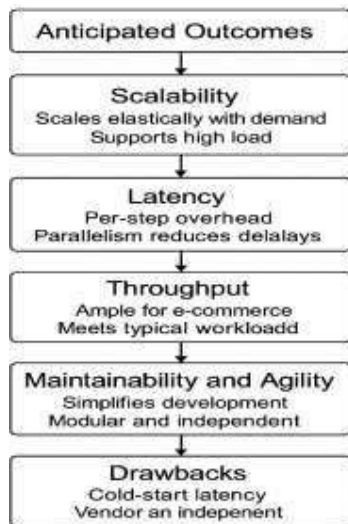 Anticipated Outcomes
Scalability
Scales elastically with demand
Supports high load
Latency
Per-step overhead
Parallelism reduces delalays
Throughput
Ample for e-commerce
Meets typical workloadd
Maintainability and Agility
Simplifies development
Modular and independent
Drawbacks
Cold-start latency
Vendor an indepenent